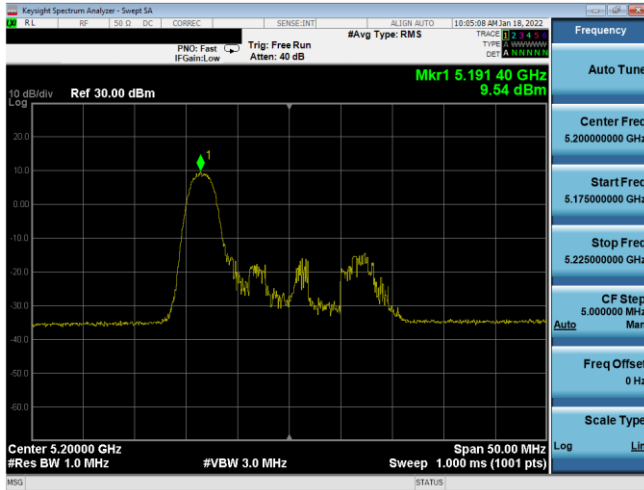 Keysight Spectrum Analyzer - Swept SA
RL RF 50 Ω DC CORREC SENSE:INT ALIGN AUTO 10:05:08 AM Jan 18, 2022
#Avg Type: RMS
TRACE 1 2 3 4 5 6
TYPE A WWWWW
DET A N N N N N
PNO: Fast
IFGain:Low
Trig: Free Run
Atten: 40 dB
Mkr1 5.191 40 GHz
9.54 dBm
10 dB/div Ref 30.00 dBm
Log
20.0
1
10.0
0.00
-10.0
-20.0
-30.0
-40.0
-50.0
-60.0
Center 5.20000 GHz Span 50.00 MHz
#Res BW 1.0 MHz #VBW 3.0 MHz Sweep 1.000 ms (1001 pts)
MSG STATUS
Frequency
Auto Tune
Center Freq
5.200000000 GHz
Start Freq
5.175000000 GHz
Stop Freq
5.225000000 GHz
CF Step
5.000000 MHz
Auto Man
Freq Offset
0 Hz
Scale Type
Log Lin